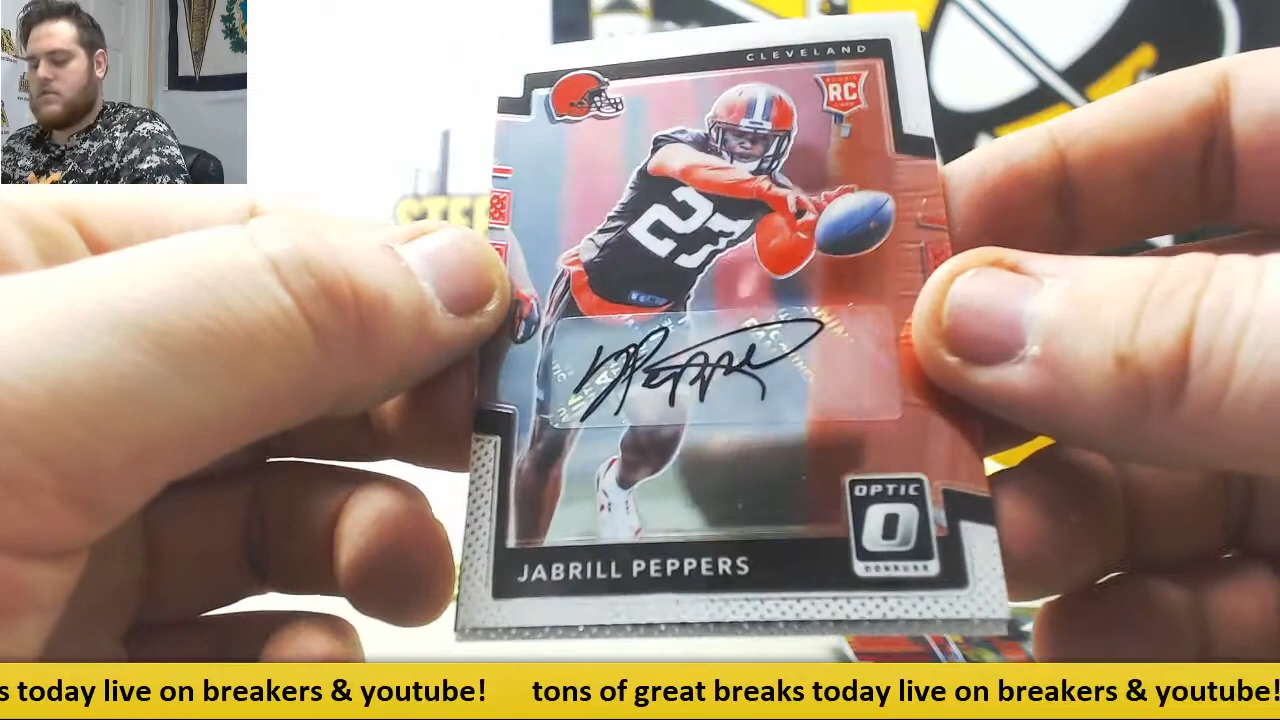 CLEVELAND
RC
STEE
27
OPTIC
O
DONRUSS
JABRILL PEPPERS
s today live on breakers & youtube! tons of great breaks today live on breakers & youtube!